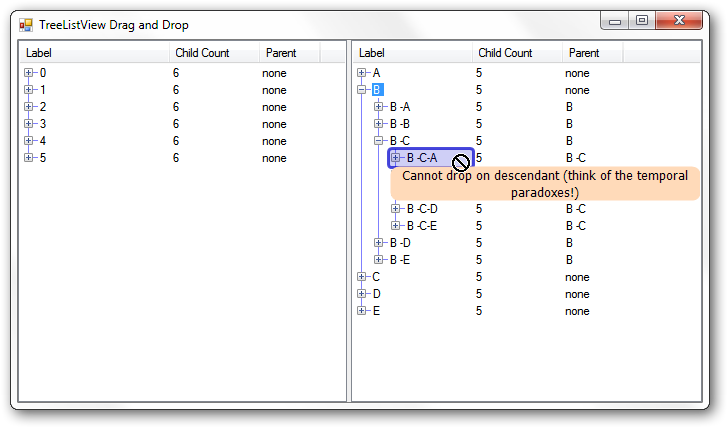 TreeListView Drag and Drop
Label Child Count Parent
0 6 none
1 6 none
2 6 none
3 6 none
4 6 none
5 6 none
Label Child Count Parent
A 5 none
B 5 none
B -A 5 B
B -B 5 B
B -C 5 B
B -C-A 5 B -C
Cannot drop on descendant (think of the temporal
paradoxes!)
B -C-D 5 B -C
B -C-E 5 B -C
B -D 5 B
B -E 5 B
C 5 none
D 5 none
E 5 none